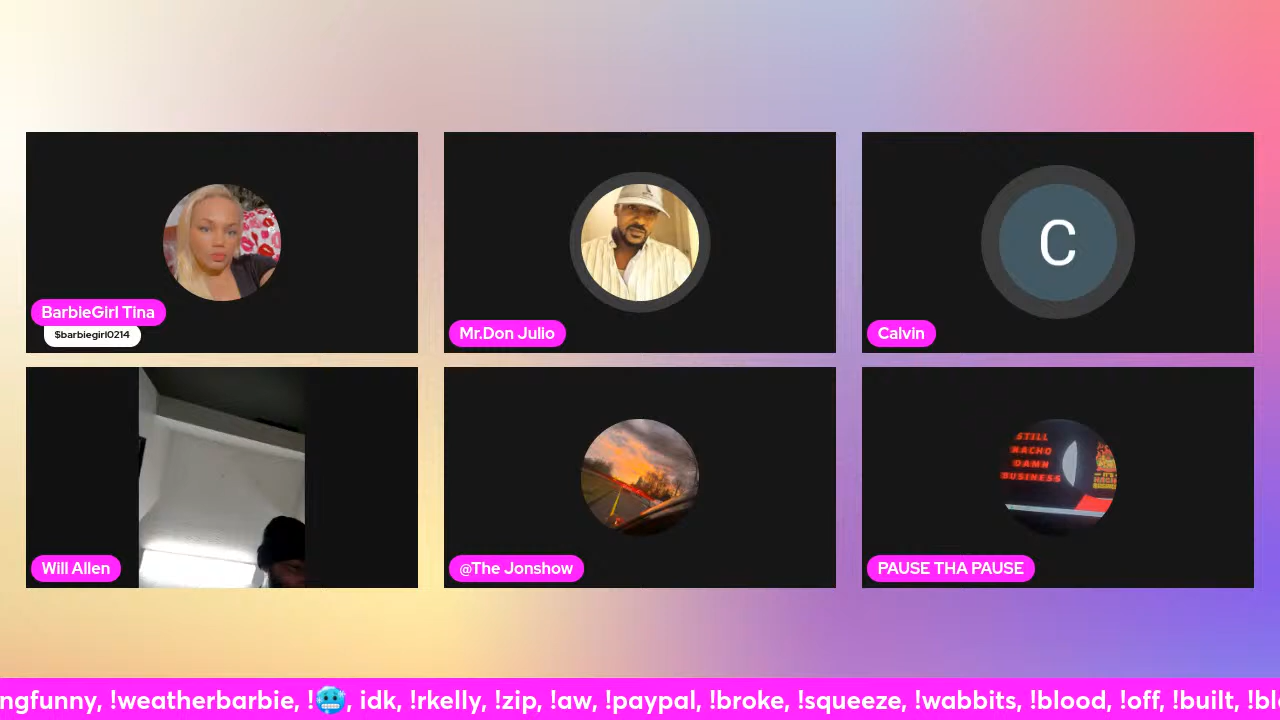 BarbieGirl Tina
$barbiegirl0214
Mr.Don Julio
C
Calvin
Will Allen
@The Jonshow
STILL
NACHO
DAMN
BUSINESS
PAUSE THA PAUSE
ngfunny, !weatherbarbie, !🥶, idk, !rkelly, !zip, !aw, !paypal, !broke, !squeeze, !wabbits, !blood, !off, !built, !bl